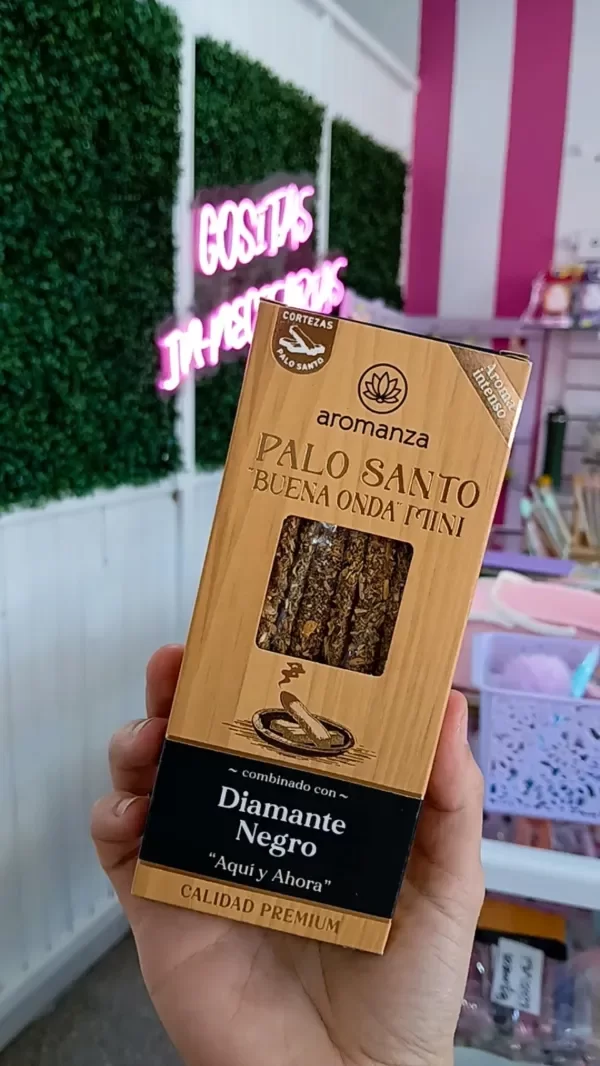 COSITAS
CORTEZAS
PALO SANTO
Aroma
intenso
aromanza
PALO SANTO
"BUENA ONDA" MINI
~ combinado con ~
Diamante
Negro
"Aquí y Ahora"
CALIDAD PREMIUM